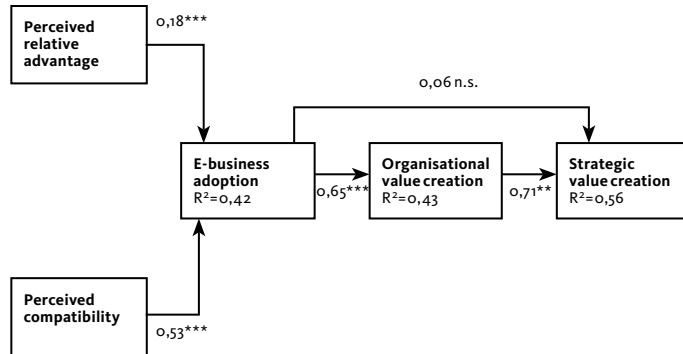 Perceived
relative
advantage
0,18***
0,06 n.s.
E-business
adoption
R²=0,42
0,65***
Organisational
value creation
R²=0,43
0,71**
Strategic
value creation
R²=0,56
Perceived
compatibility
0,53***